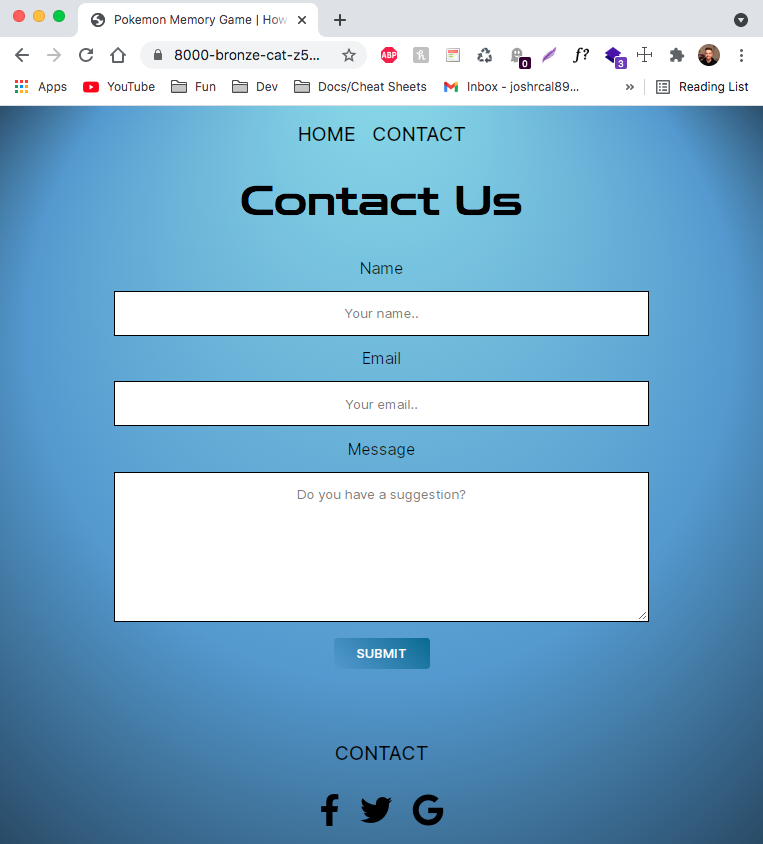 Pokemon Memory Game | How
8000-bronze-cat-z5...
ABP
0
f?
3
Apps
YouTube
Fun
Dev
Docs/Cheat Sheets
Inbox - joshrcal89...
»
Reading List
HOME CONTACT
Contact Us
Name
Your name..
Email
Your email..
Message
Do you have a suggestion?
SUBMIT
CONTACT